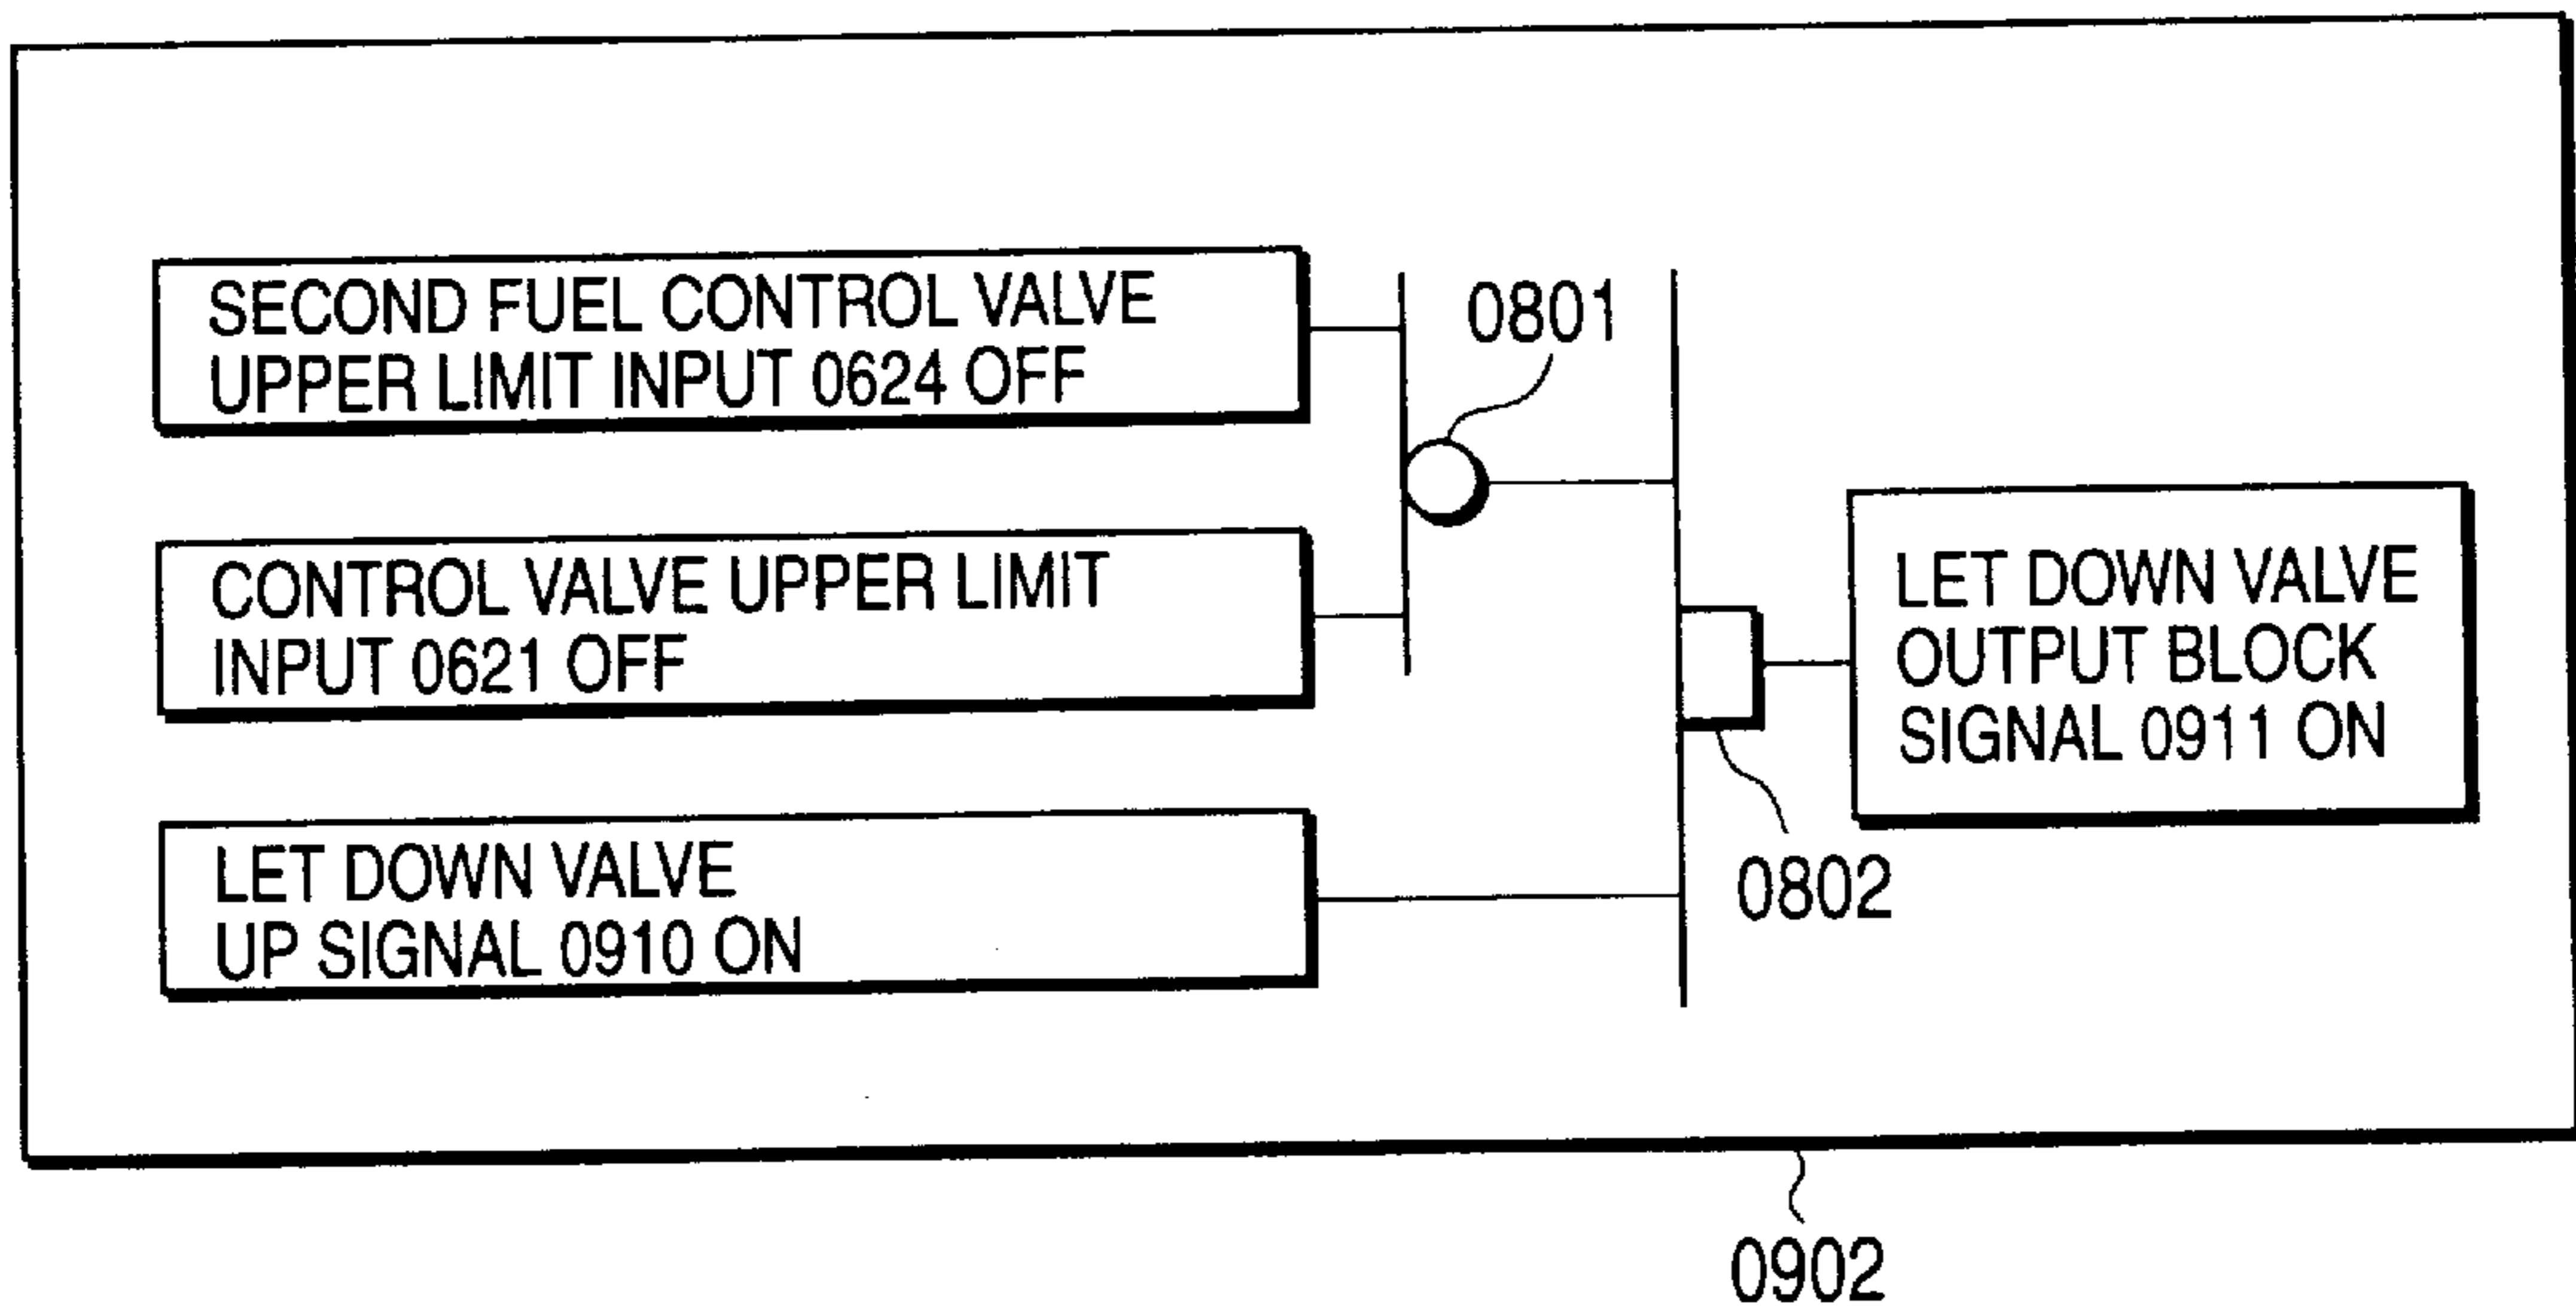 SECOND FUEL CONTROL VALVE
UPPER LIMIT INPUT 0624 OFF
0801
CONTROL VALVE UPPER LIMIT
INPUT 0621 OFF
LET DOWN VALVE
OUTPUT BLOCK
SIGNAL 0911 ON
LET DOWN VALVE
UP SIGNAL 0910 ON
0802
0902